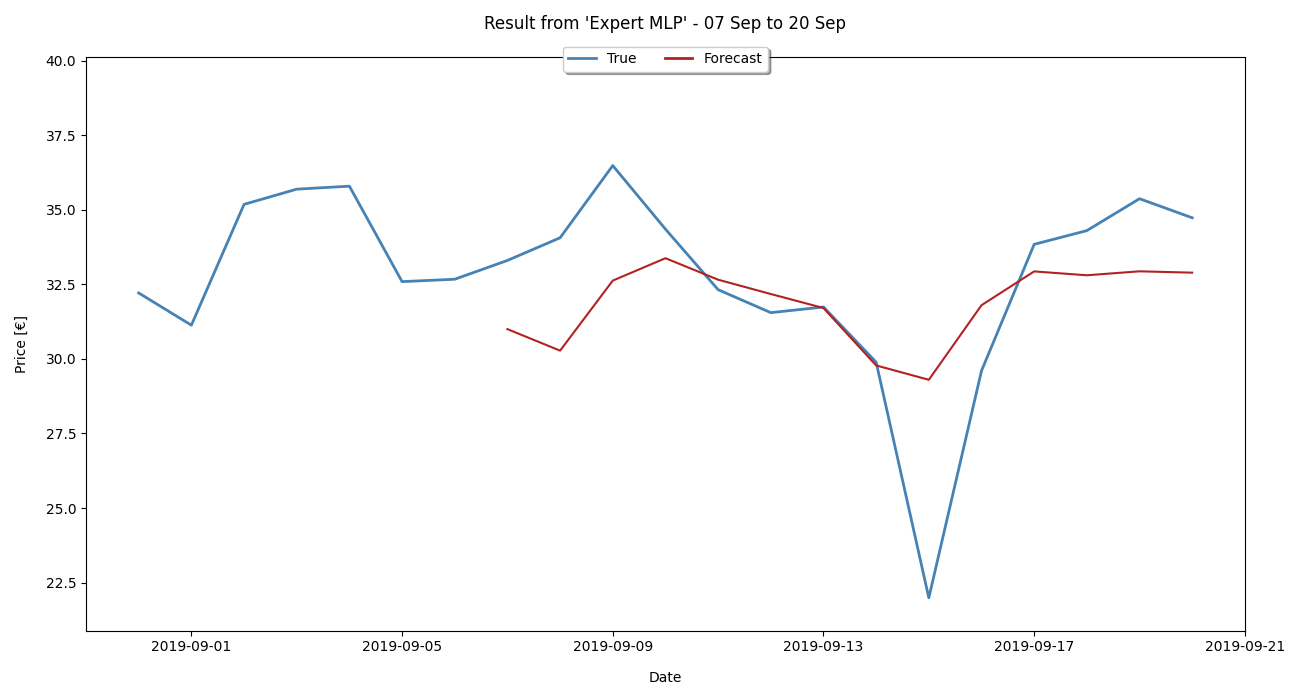 Result from 'Expert MLP' - 07 Sep to 20 Sep
True Forecast
40.0
37.5
35.0
32.5
30.0
27.5
25.0
22.5
Price [€]
2019-09-01 2019-09-05 2019-09-09 2019-09-13 2019-09-17 2019-09-21
Date